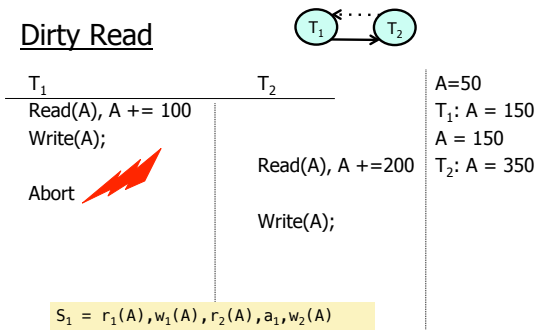 Dirty Read
T₁ T₂
T₁ T₂ A=50
Read(A), A += 100 T₁: A = 150
Write(A); A = 150
Read(A), A +=200 T₂: A = 350
Abort
Write(A);
S₁ = r₁(A),w₁(A),r₂(A),a₁,w₂(A)